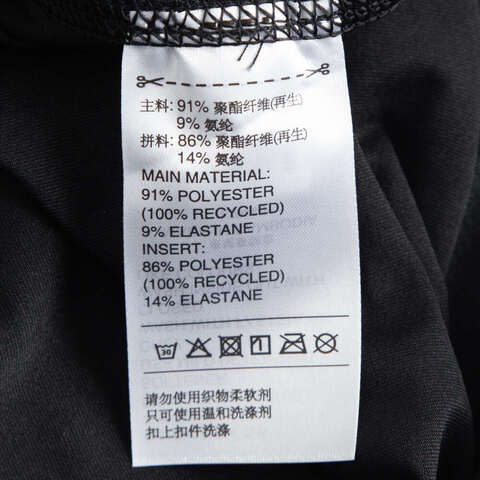 主料: 91% 聚酯纤维(再生)
9% 氨纶
拼料: 86% 聚酯纤维(再生)
14% 氨纶
MAIN MATERIAL:
91% POLYESTER
(100% RECYCLED)
9% ELASTANE
INSERT:
86% POLYESTER
(100% RECYCLED)
14% ELASTANE
30
请勿使用织物柔软剂
只可使用温和洗涤剂
扣上扣件洗涤